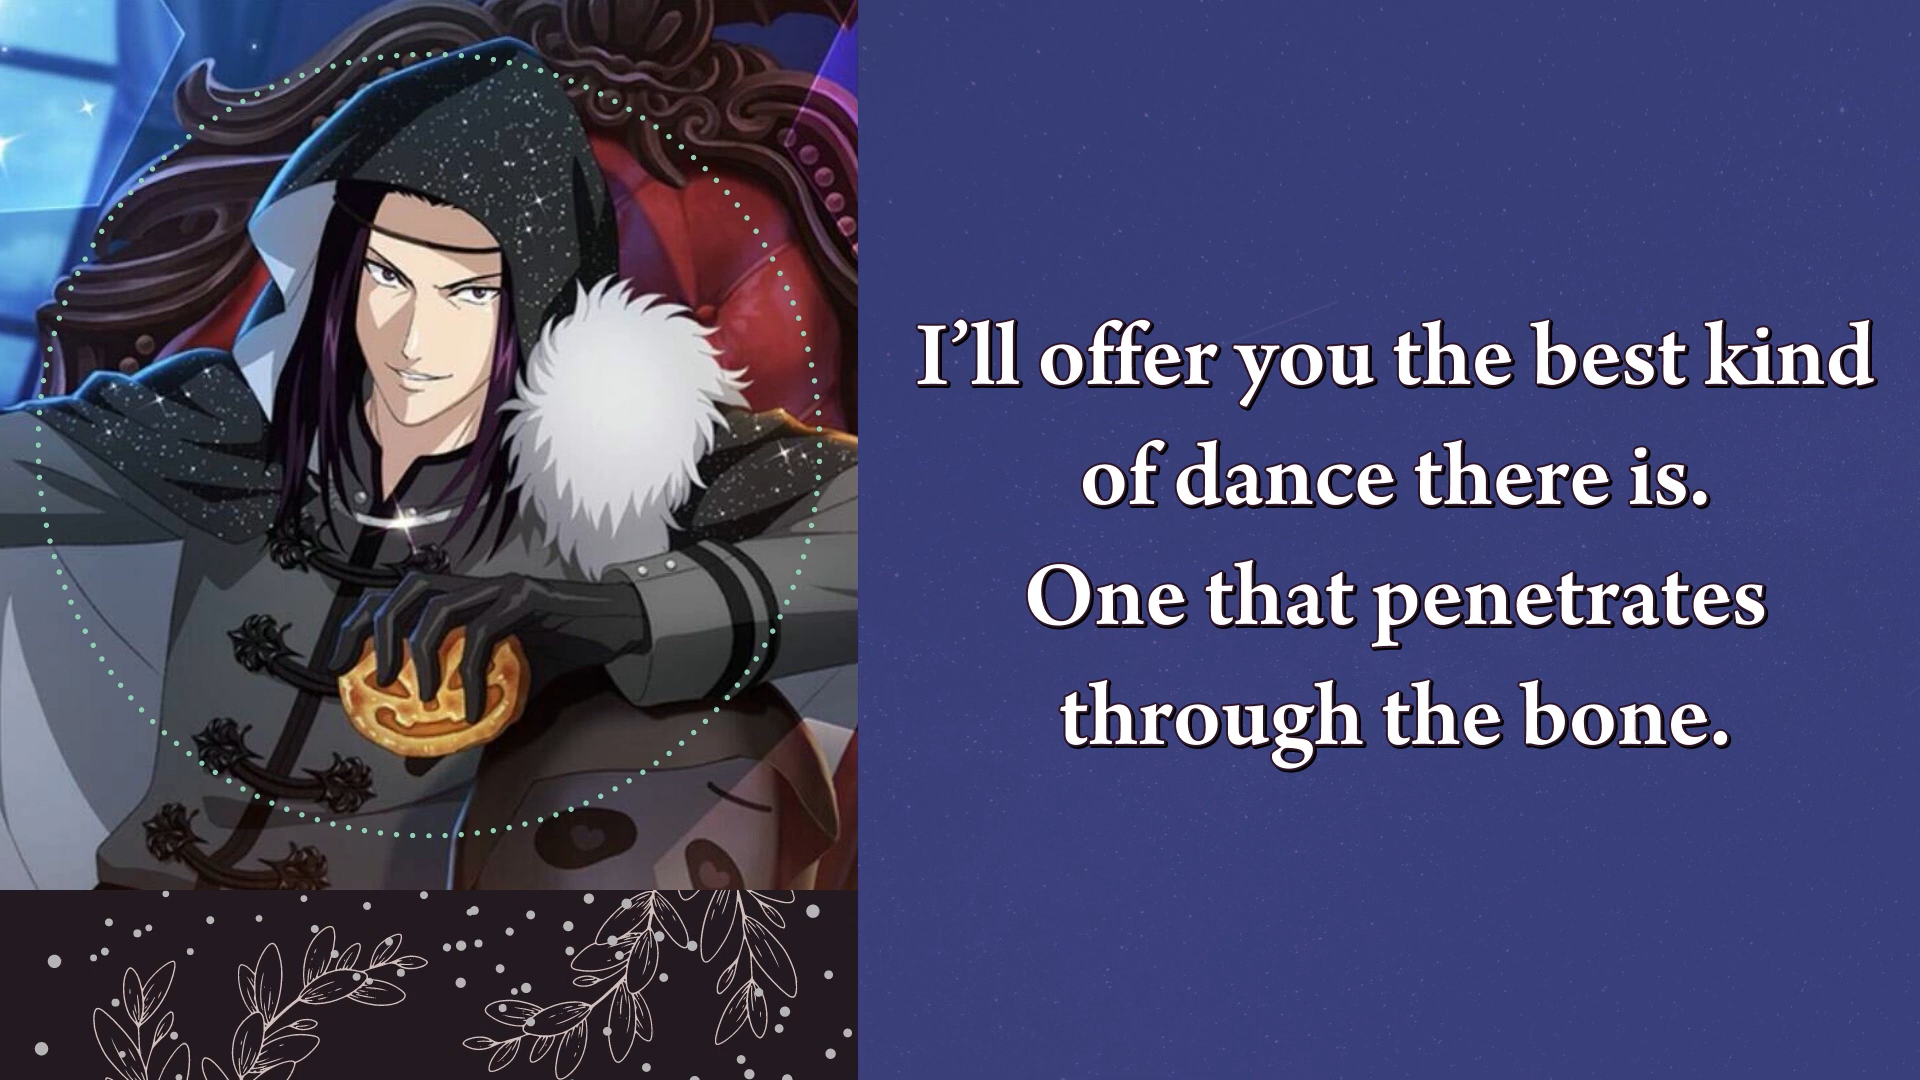 I’ll offer you the best kind
of dance there is.
One that penetrates
through the bone.